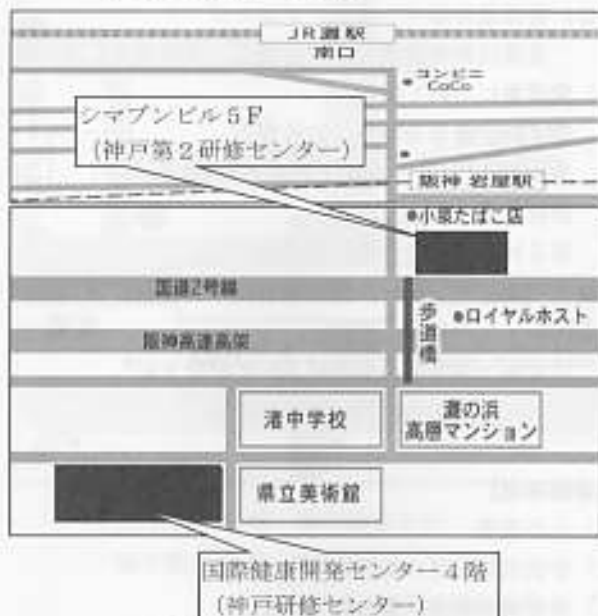 JR灘駅
南口
コンビニ
CoCo
シマブンビル5F
(神戸第2研修センター)
阪神 岩屋駅
小泉たばこ店
国道2号線
歩道橋
ロイヤルホスト
阪神高速高架
渚中学校
灘の浜
高層マンション
県立美術館
国際健康開発センター4階
(神戸研修センター)